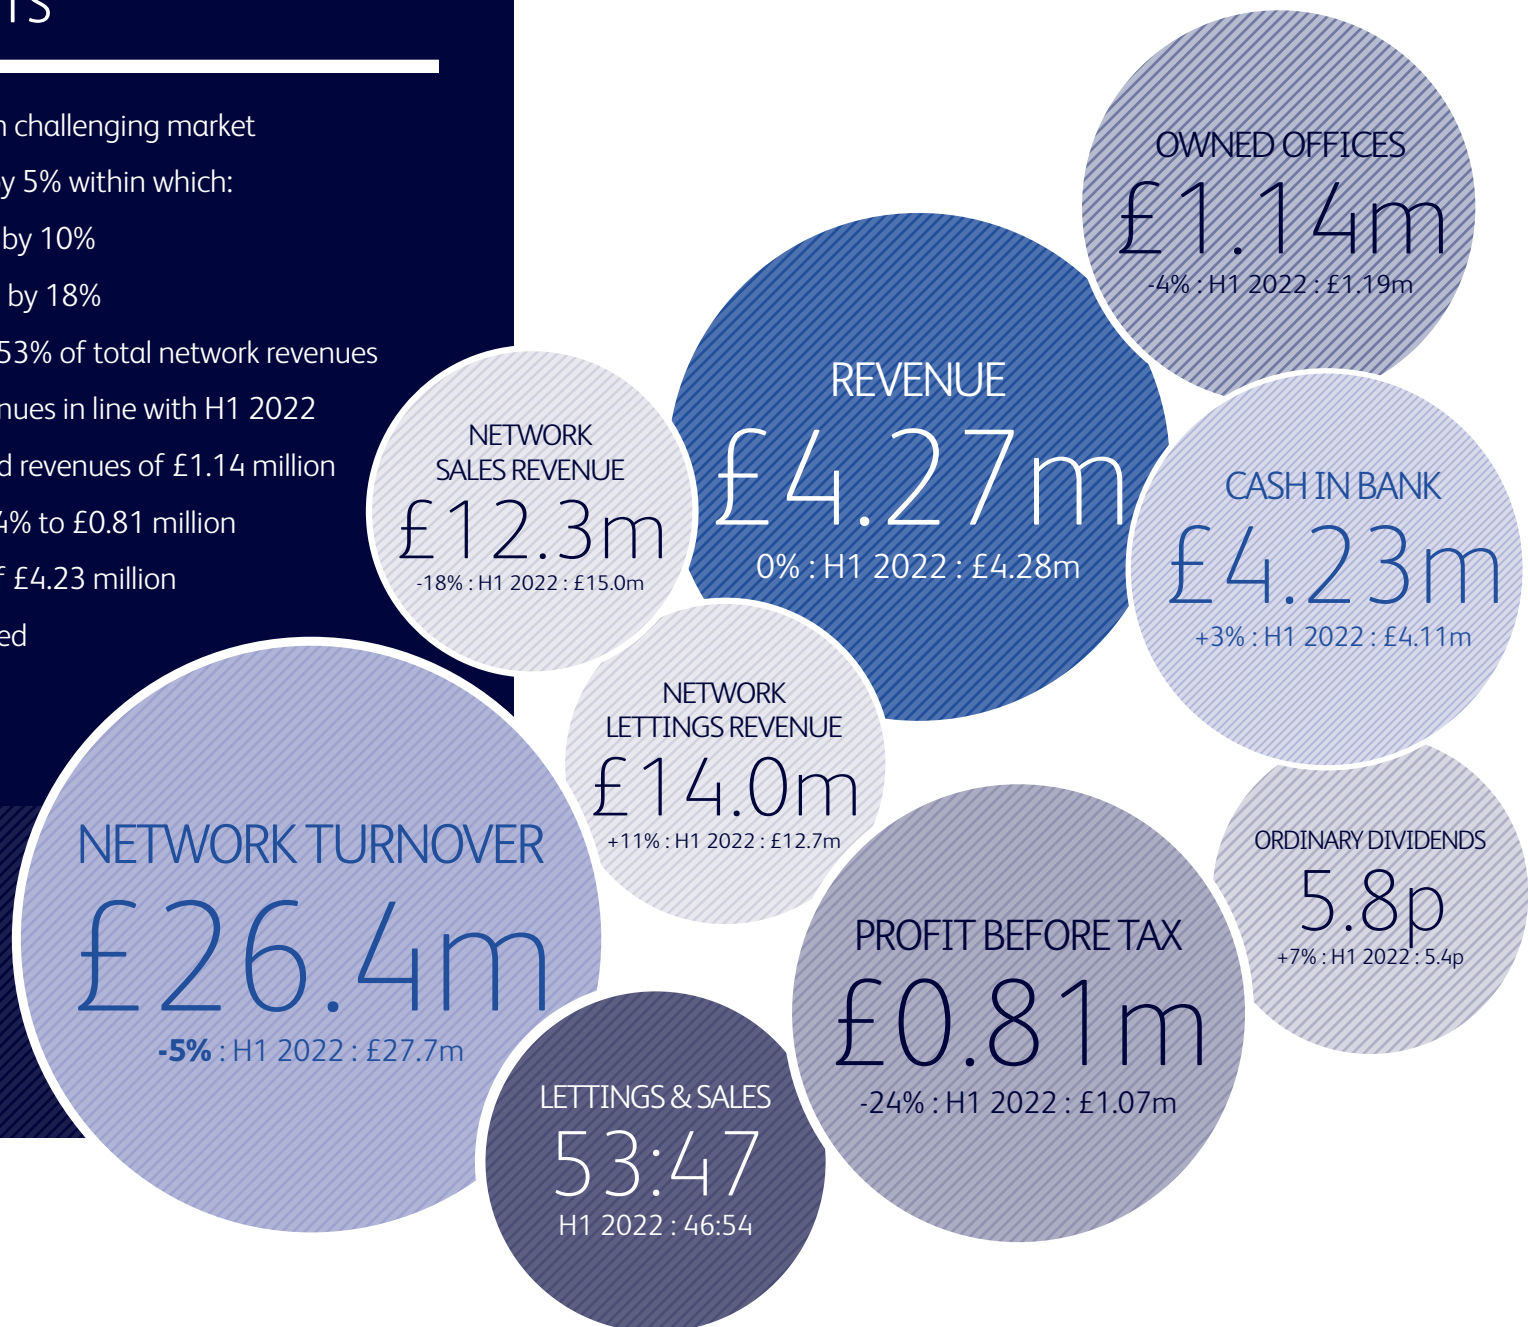 challenging market
by 5% within which:
by 10%
by 18%
53% of total network revenues
in line with H1 2022
revenues of £1.14 million
4% to £0.81 million
£4.23 million
OWNED OFFICES
£1.14m
-4% : H1 2022 : £1.19m
REVENUE
£4.27m
0% : H1 2022 : £4.28m
NETWORK
SALES REVENUE
£12.3m
-18% : H1 2022 : £15.0m
CASH IN BANK
£4.23m
+3% : H1 2022 : £4.11m
NETWORK
LETTINGS REVENUE
£14.0m
+11% : H1 2022 : £12.7m
NETWORK TURNOVER
£26.4m
-5% : H1 2022 : £27.7m
ORDINARY DIVIDENDS
5.8p
+7% : H1 2022 : 5.4p
PROFIT BEFORE TAX
£0.81m
-24% : H1 2022 : £1.07m
LETTINGS & SALES
53:47
H1 2022 : 46:54